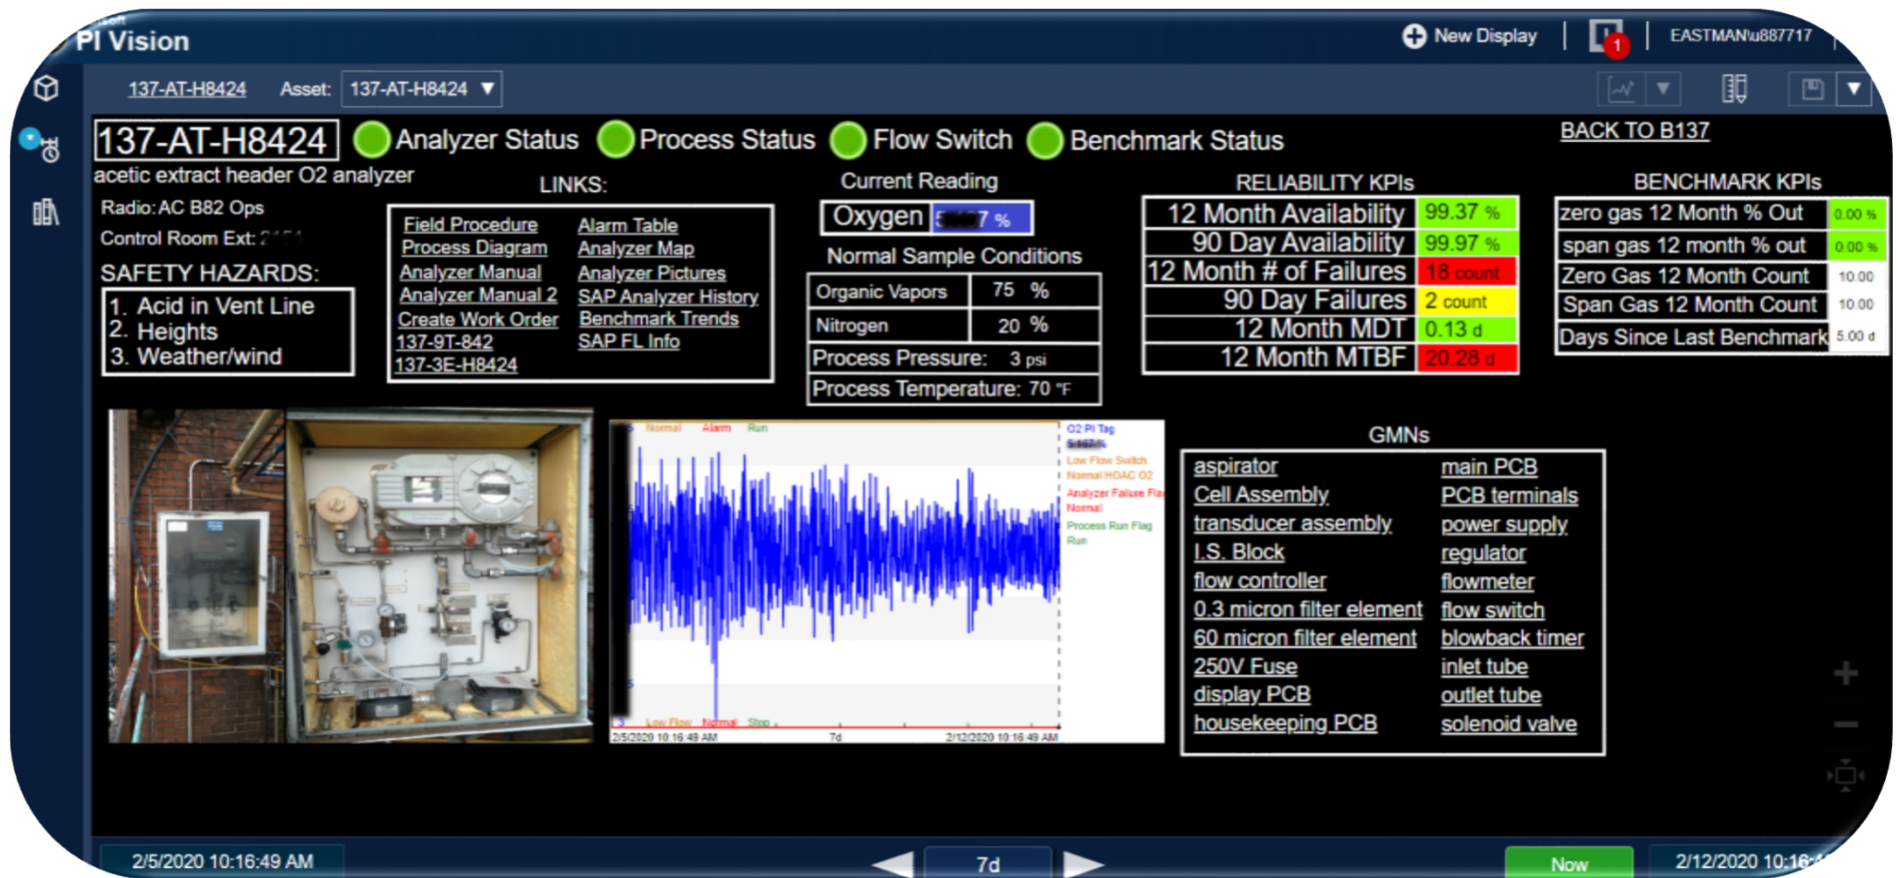 PI Vision
New Display
1
EASTMAN\u887717
137-AT-H8424
Asset:
137-AT-H8424
137-AT-H8424
Analyzer Status
Process Status
Flow Switch
Benchmark Status
BACK TO B137
acetic extract header O2 analyzer
Radio: AC B82 Ops
Control Room Ext:
SAFETY HAZARDS:
1. Acid in Vent Line
2. Heights
3. Weather/wind
LINKS:
Field Procedure
Process Diagram
Analyzer Manual
Analyzer Manual 2
Create Work Order
137-9T-842
137-3E-H8424
Alarm Table
Analyzer Map
Analyzer Pictures
SAP Analyzer History
Benchmark Trends
SAP FL Info
Current Reading
Oxygen 7 %
Normal Sample Conditions
Organic Vapors 75 %
Nitrogen 20 %
Process Pressure: 3 psi
Process Temperature: 70 °F
RELIABILITY KPIs
12 Month Availability 99.37 %
90 Day Availability 99.97 %
12 Month # of Failures 18 count
90 Day Failures 2 count
12 Month MDT 0.13 d
12 Month MTBF 20.28 d
BENCHMARK KPIs
zero gas 12 Month % Out 0.00 %
span gas 12 month % out 0.00 %
Zero Gas 12 Month Count 10.00
Span Gas 12 Month Count 10.00
Days Since Last Benchmark 5.00 d
Normal Alarm Run
O2 PI Tag
Low Flow Switch
Normal HOAC O2
Analyzer Failure Fla
Normal
Process Run Flag
Run
Low Flow Normal Stop
2/5/2020 10:16:49 AM
7d
2/12/2020 10:16:49 AM
GMNs
aspirator
Cell Assembly
transducer assembly
I.S. Block
flow controller
0.3 micron filter element
60 micron filter element
250V Fuse
display PCB
housekeeping PCB
main PCB
PCB terminals
power supply
regulator
flowmeter
flow switch
blowback timer
inlet tube
outlet tube
solenoid valve
2/5/2020 10:16:49 AM
7d
Now
2/12/2020 10:16:4